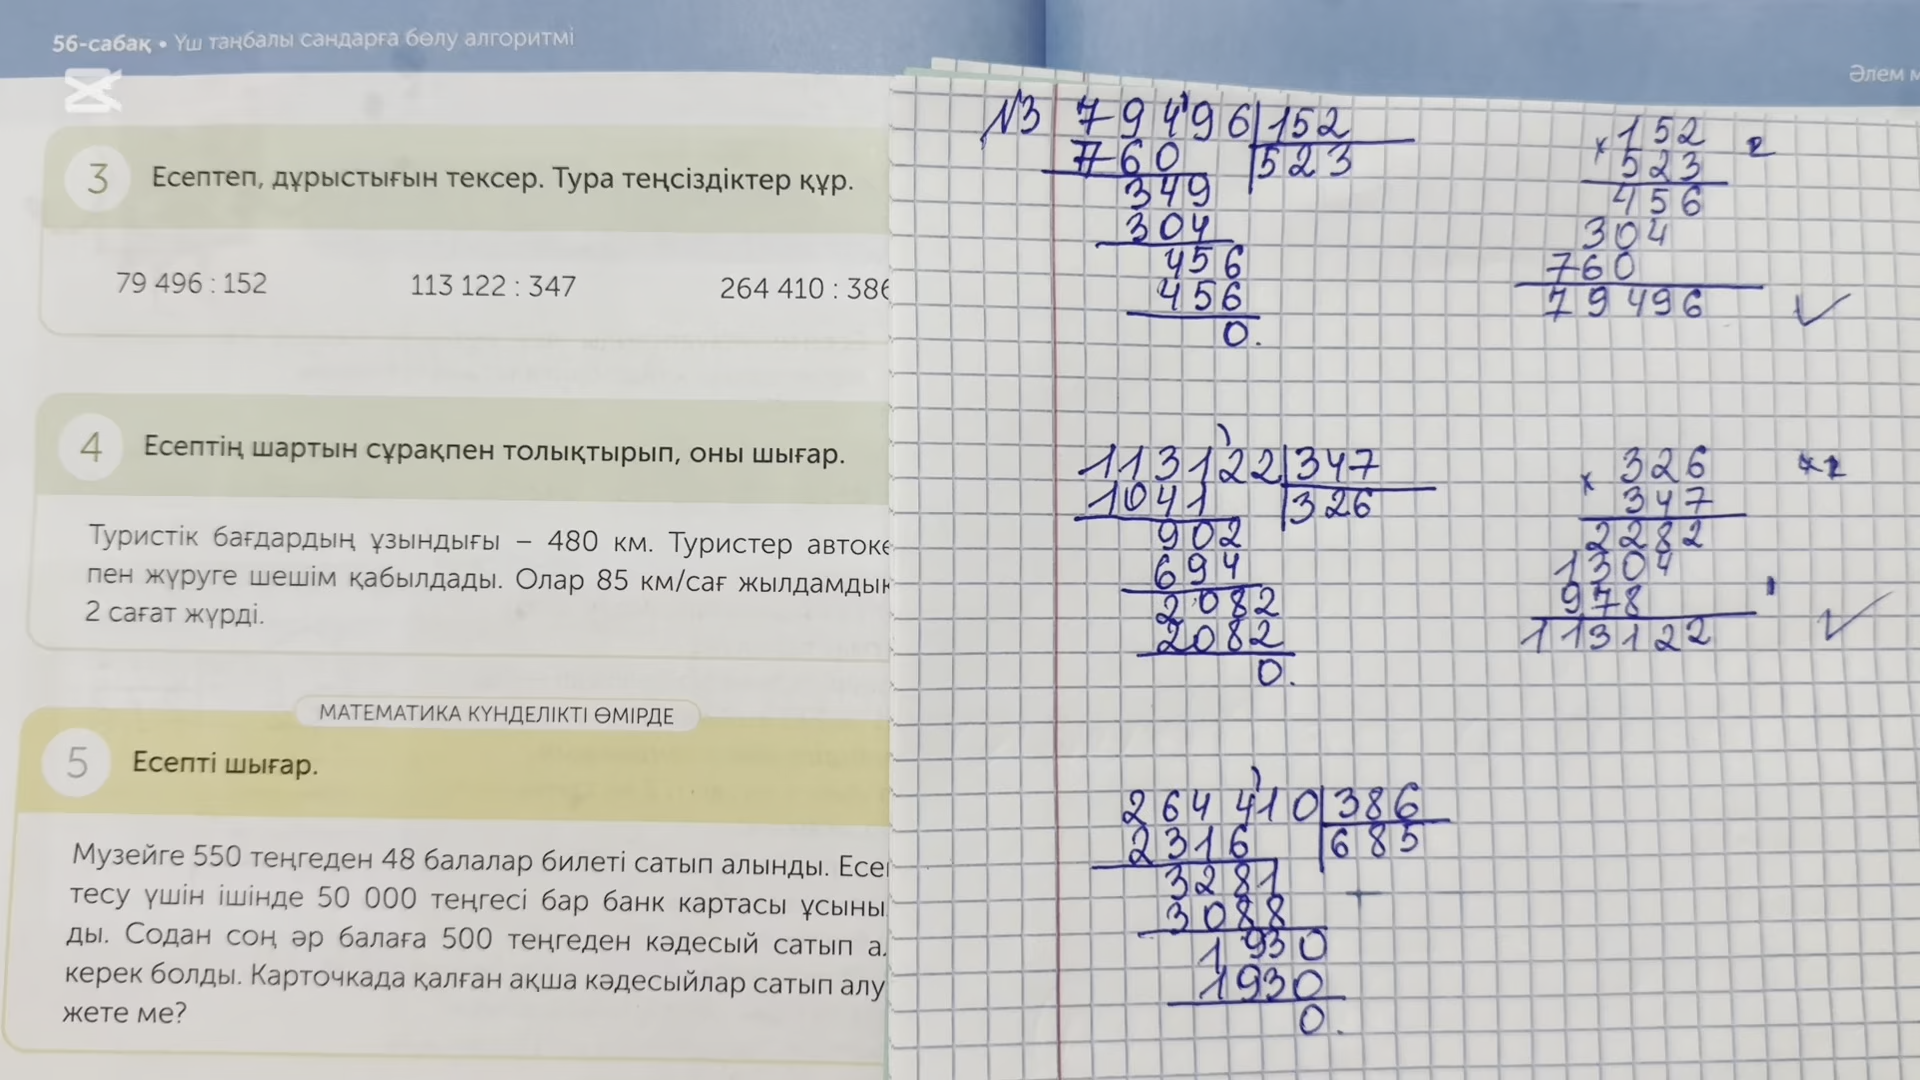 56-сабақ • Үш таңбалы сандарға бөлу алгоритмі
3 Есептеп, дұрыстығын тексер. Тура теңсіздіктер құр.
79 496 : 152 113 122 : 347 264 410 : 386
4 Есептің шартын сұрақпен толықтырып, оны шығар.
Туристік бағдардың ұзындығы – 480 км. Туристер автоке
пен жүруге шешім қабылдады. Олар 85 км/сағ жылдамдық
2 сағат жүрді.
МАТЕМАТИКА КҮНДЕЛІКТІ ӨМІРДЕ
5 Есепті шығар.
Музейге 550 теңгеден 48 балалар билеті сатып алынды. Есе
тесу үшін ішінде 50 000 теңгесі бар банк картасы ұсыны
ды. Содан соң әр балаға 500 теңгеден кәдесый сатып а
керек болды. Карточкада қалған ақша кәдесыйлар сатып алу
жете ме?
Әлем
№3 79496 152
760 523
349
304
456
456
0.
× 152 2
523
456
304
760
79496 ✓
113122 347
1041 326
902
694
2082
2082
0.
× 326
347
2282
1304
978
113122 ✓
264410 386
2316 685
3281
3088
1930
1930
0.